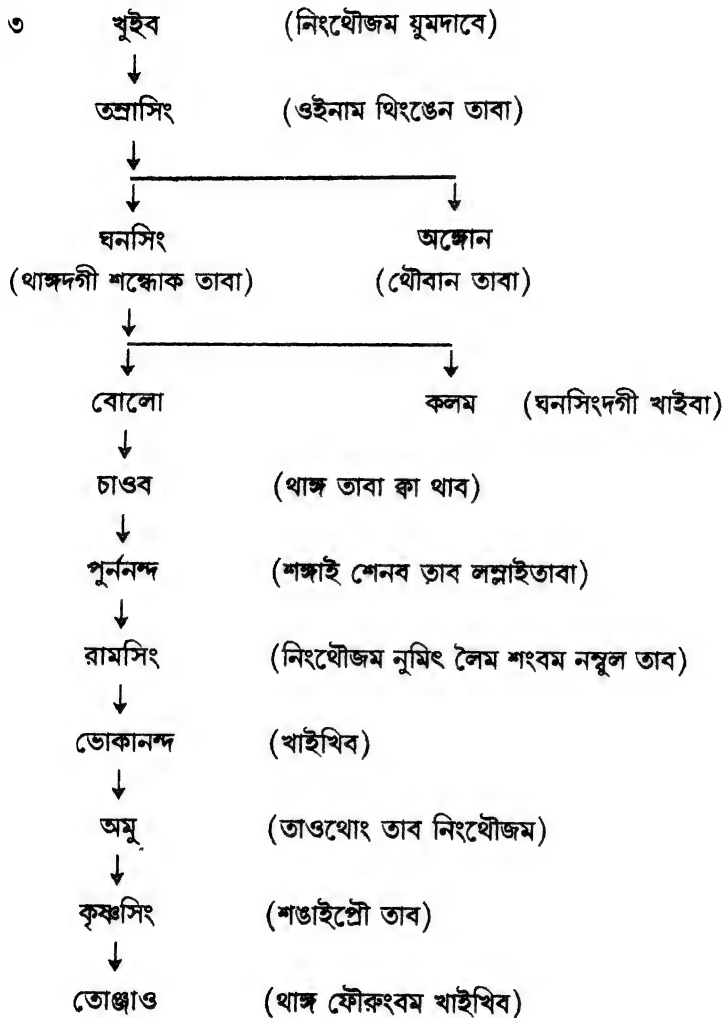 ৩ খুইব (নিংথৌজম য়ুমদাবে)
তম্রাসিং (ওইনাম থিংঙেন তাবা)
ঘনসিং অঙ্গোন
(থাঙ্গদগী শন্ধোক তাবা) (থৌবান তাবা)
বোলো কলম (ঘনসিংদগী খাইবা)
চাওব (থাঙ্গ তাবা ক্বা থাব)
পুর্ননন্দ (শঙ্গাই শেনব তাব লম্লাইতাবা)
রামসিং (নিংথৌজম নুমিৎ লৈম শংবম নম্বুল তাব)
ভোকানন্দ (খাইখিব)
অমু (তাওথোং তাব নিংথৌজম)
কৃষ্ণসিং (শঙাইপ্রৌ তাব)
তোঞ্জাও (থাঙ্গ ফৌরুংবম খাইখিব)